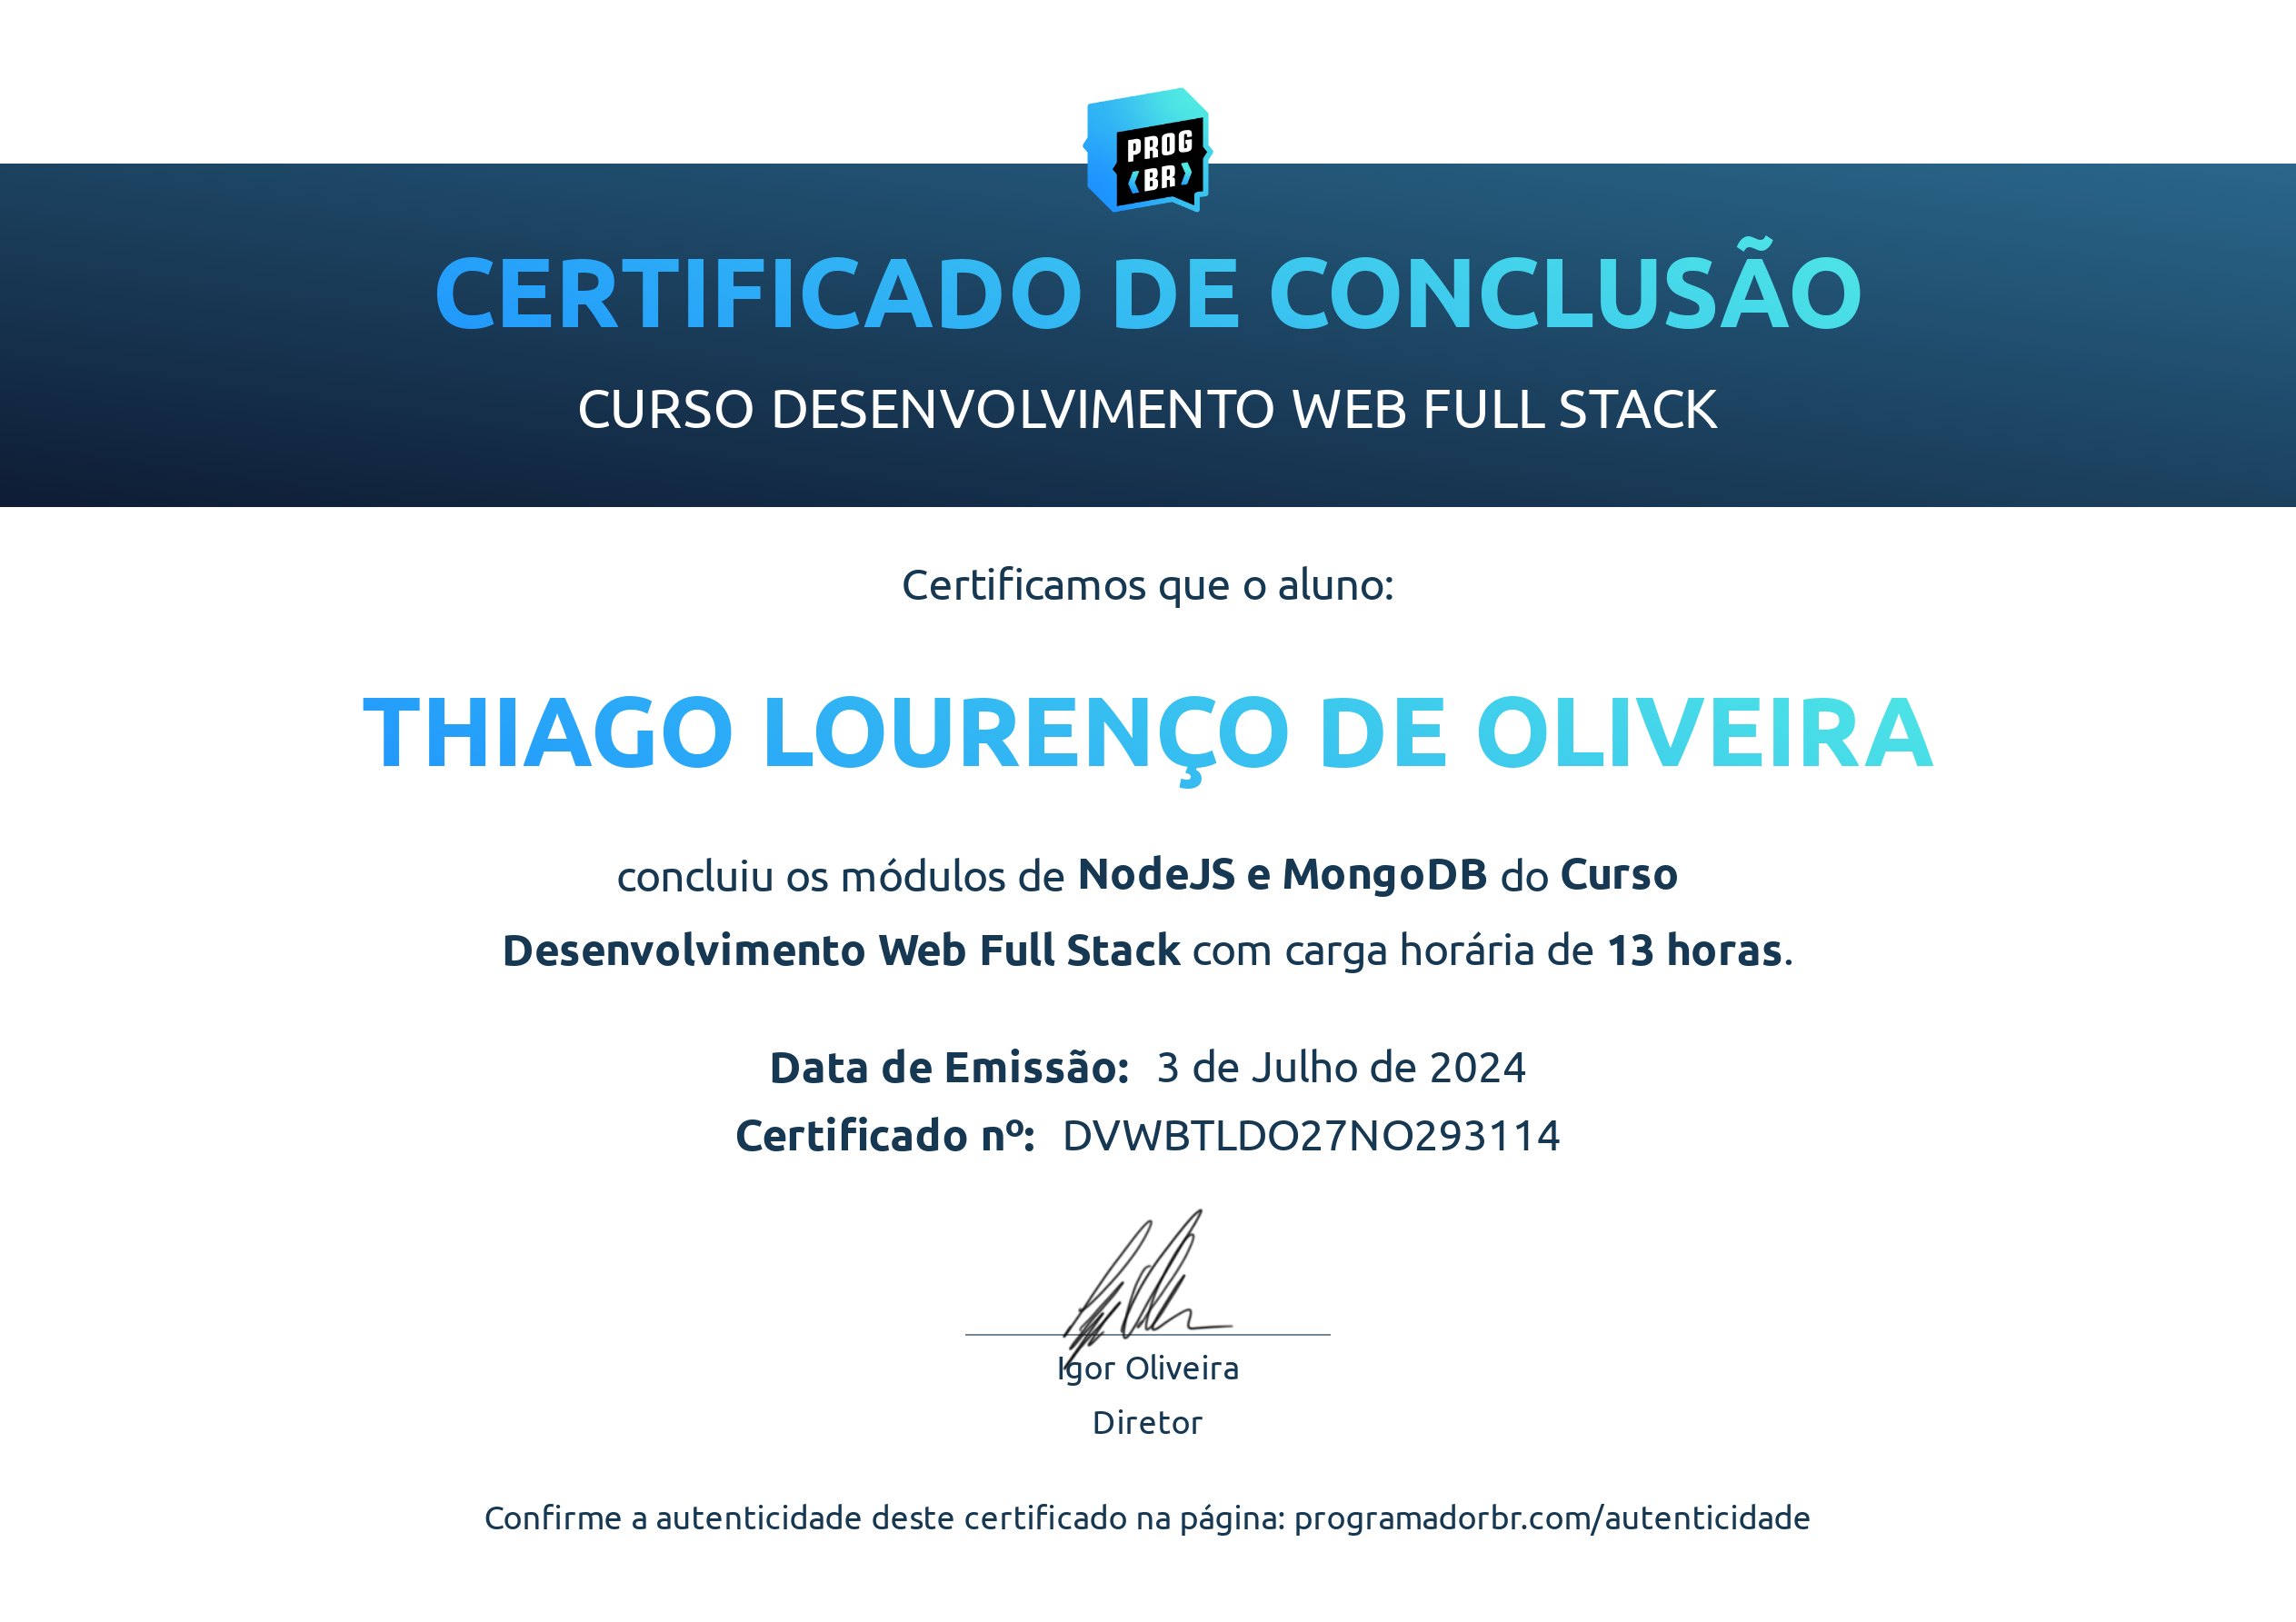 PROG
BR
CERTIFICADO DE CONCLUSÃO
CURSO DESENVOLVIMENTO WEB FULL STACK
Certificamos que o aluno:
THIAGO LOURENÇO DE OLIVEIRA
concluiu os módulos de NodeJS e MongoDB do Curso
Desenvolvimento Web Full Stack com carga horária de 13 horas.
Data de Emissão: 3 de Julho de 2024
Certificado nº: DVWBTLDO27NO293114
Igor Oliveira
Diretor
Confirme a autenticidade deste certificado na página: programadorbr.com/autenticidade